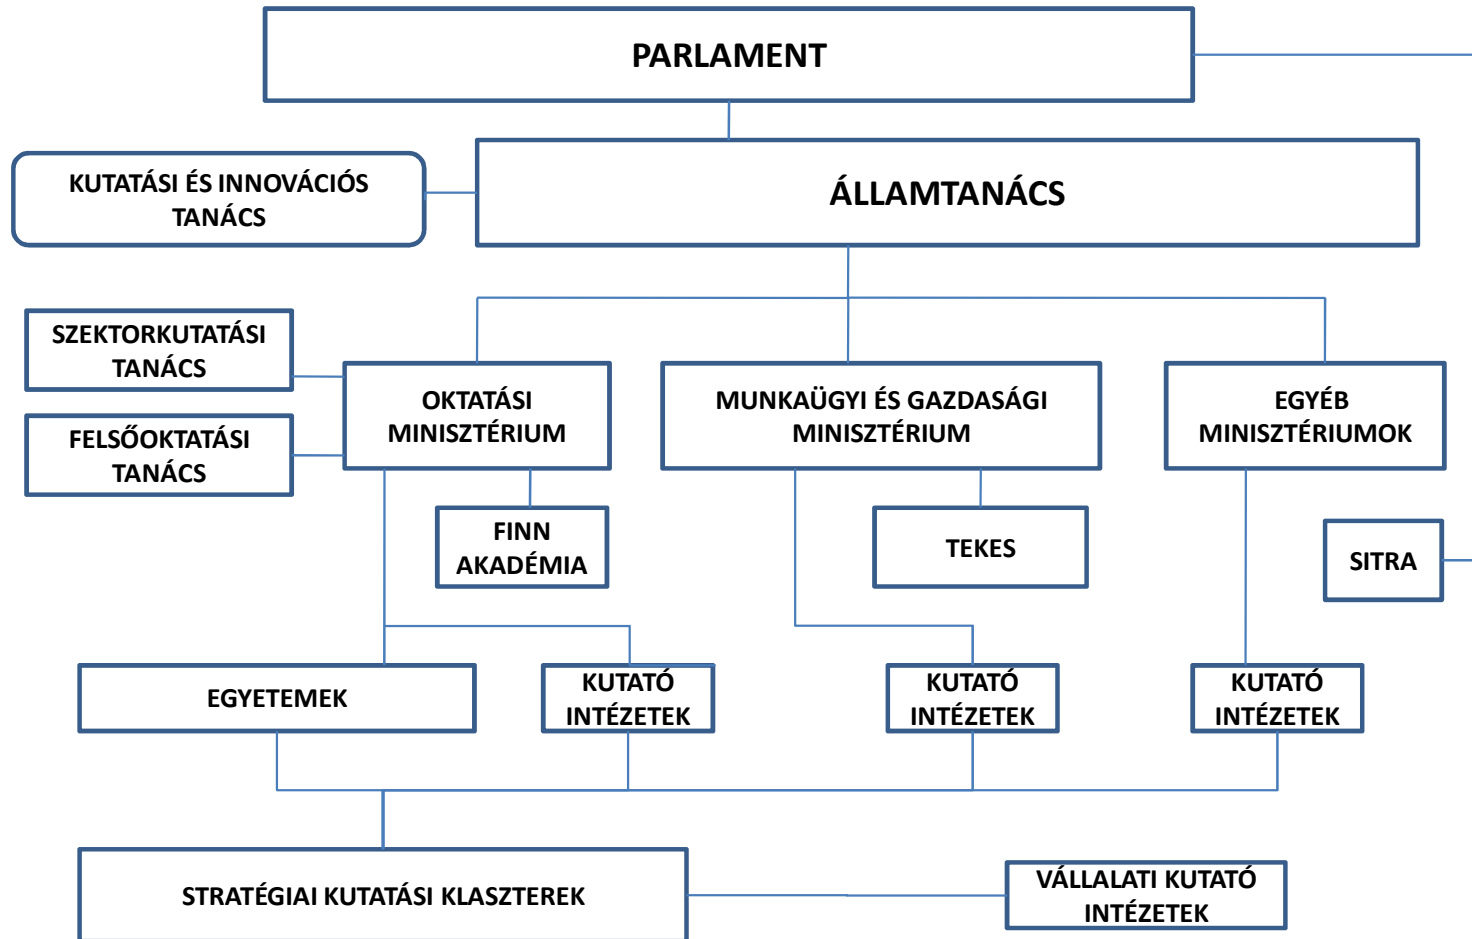 PARLAMENT
KUTATÁSI ÉS INNOVÁCIÓS
TANÁCS
ÁLLAMTANÁCS
SZEKTORKUTATÁSI
TANÁCS
FELSŐOKTATÁSI
TANÁCS
OKTATÁSI
MINISZTÉRIUM
MUNKAÜGYI ÉS GAZDASÁGI
MINISZTÉRIUM
EGYÉB
MINISZTÉRIUMOK
FINN
AKADÉMIA
TEKES
SITRA
EGYETEMEK
KUTATÓ
INTÉZETEK
KUTATÓ
INTÉZETEK
KUTATÓ
INTÉZETEK
STRATÉGIAI KUTATÁSI KLASZTEREK
VÁLLALATI KUTATÓ
INTÉZETEK